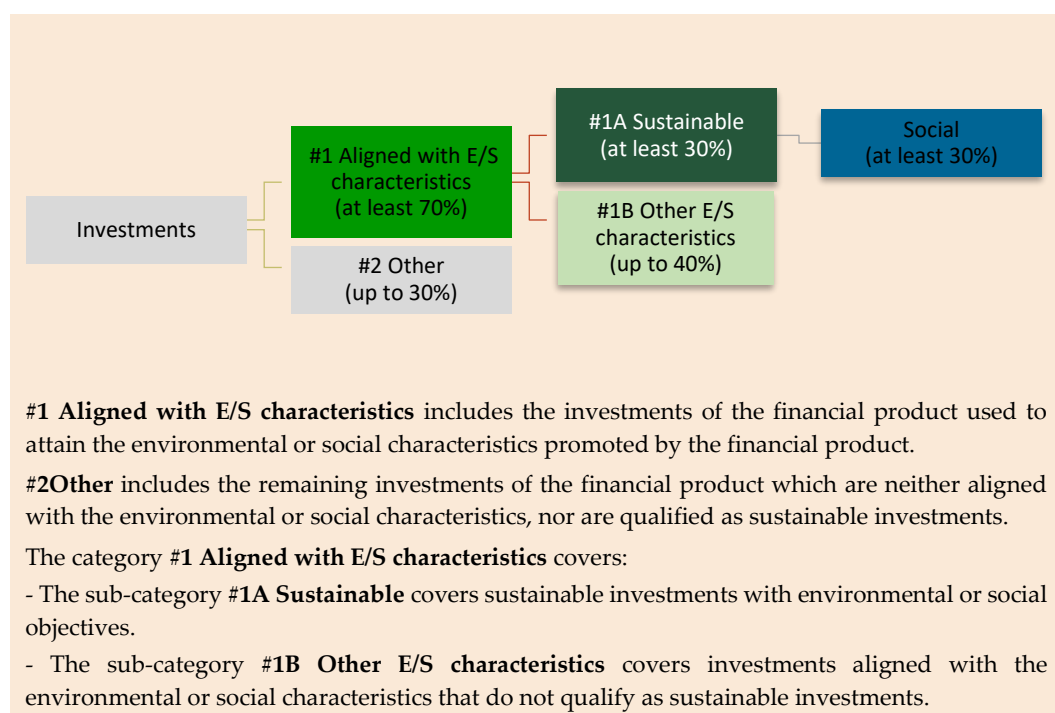 Investments
#1 Aligned with E/S
characteristics
(at least 70%)
#2 Other
(up to 30%)
#1A Sustainable
(at least 30%)
#1B Other E/S
characteristics
(up to 40%)
Social
(at least 30%)
#1 Aligned with E/S characteristics includes the investments of the financial product used to
attain the environmental or social characteristics promoted by the financial product.
#2Other includes the remaining investments of the financial product which are neither aligned
with the environmental or social characteristics, nor are qualified as sustainable investments.
The category #1 Aligned with E/S characteristics covers:
- The sub-category #1A Sustainable covers sustainable investments with environmental or social
objectives.
- The sub-category #1B Other E/S characteristics covers investments aligned with the
environmental or social characteristics that do not qualify as sustainable investments.